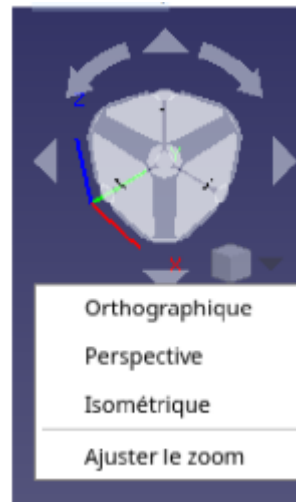 Z
Y
X
Orthographique
Perspective
Isométrique
Ajuster le zoom